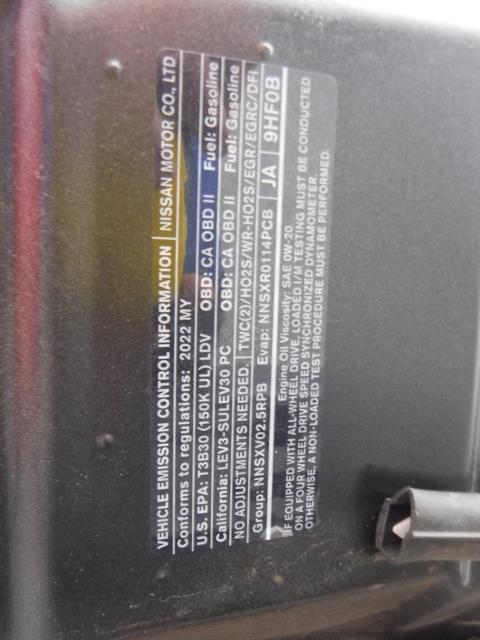 VEHICLE EMISSION CONTROL INFORMATION NISSAN MOTOR CO., LTD
Conforms to regulations: 2022 MY
U.S. EPA: T3B30 (150K UL) LDV OBD: CA OBD II Fuel: Gasoline
California: LEV3-SULEV30 PC OBD: CA OBD II Fuel: Gasoline
NO ADJUSTMENTS NEEDED. TWC(2)/HO2S/WR-HO2S/EGR/EGRC/DFI
Group: NNSXV02.5RPB Evap: NNSXR0114PCB JA 9HF0B
Engine Oil Viscosity: SAE 0W-20
IF EQUIPPED WITH ALL-WHEEL DRIVE, LOADED I/M TESTING MUST BE CONDUCTED
ON A FOUR WHEEL DRIVE SPEED SYNCHRONIZED DYNAMOMETER.
OTHERWISE, A NON-LOADED TEST PROCEDURE MUST BE PERFORMED.